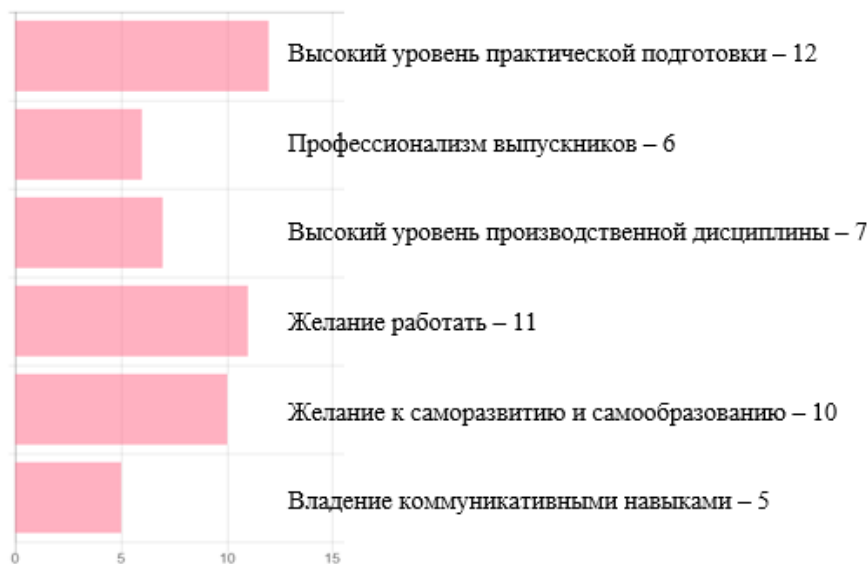 Высокий уровень практической подготовки – 12
Профессионализм выпускников – 6
Высокий уровень производственной дисциплины – 7
Желание работать – 11
Желание к саморазвитию и самообразованию – 10
Владение коммуникативными навыками – 5
0 5 10 15